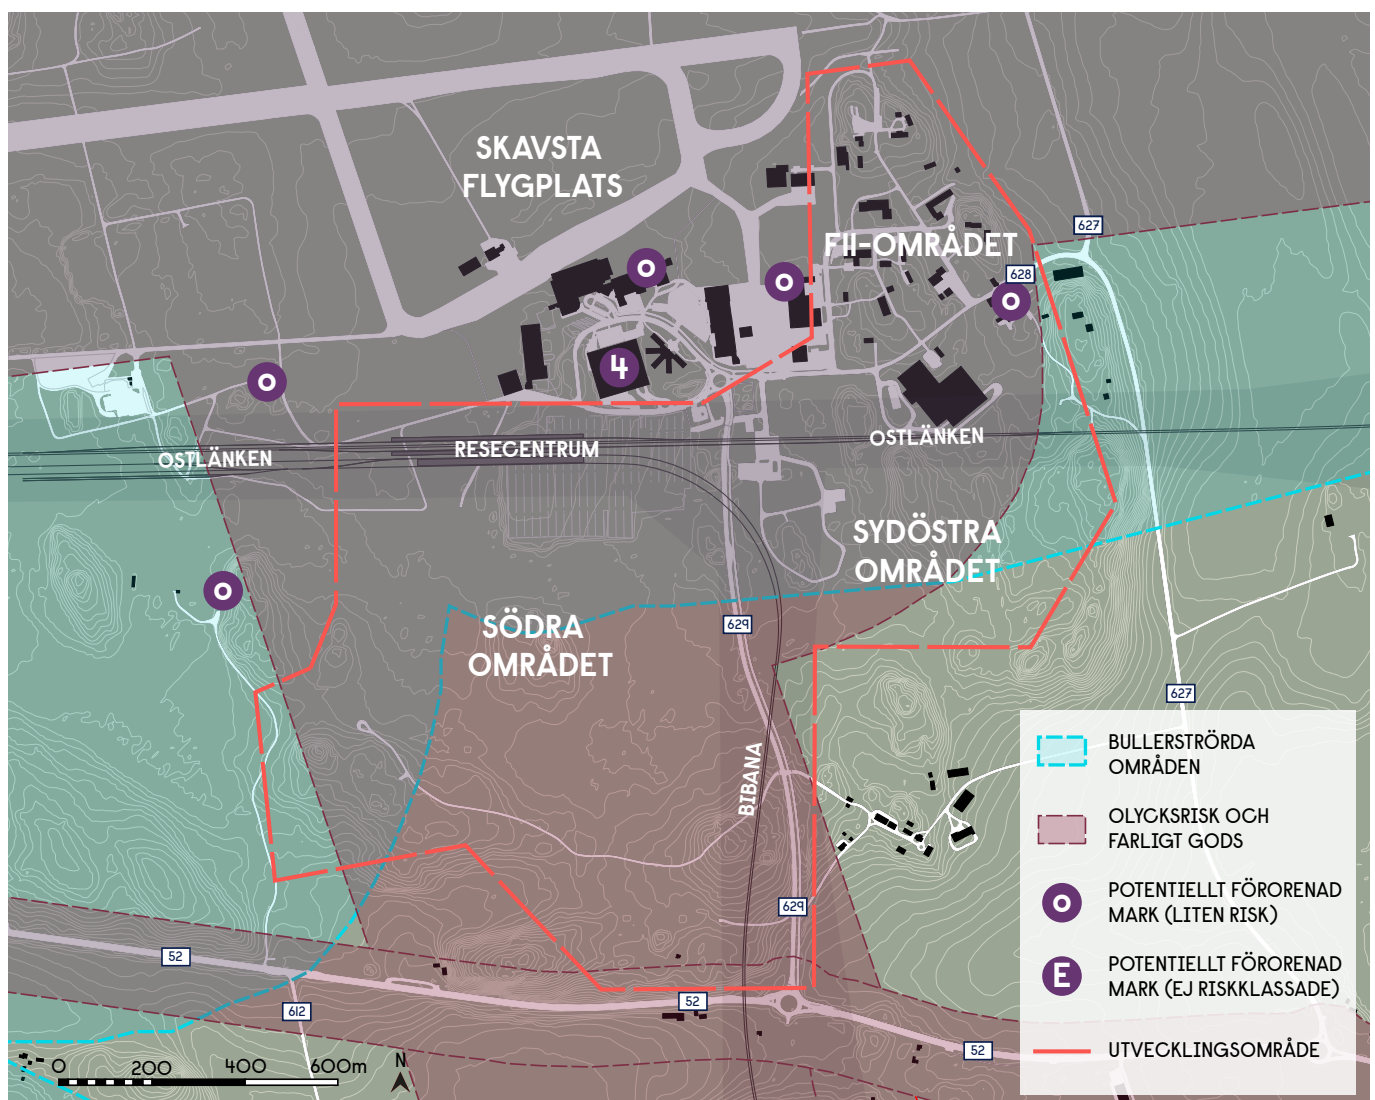 SKAVSTA
FLYGPLATS
FII-OMRÅDET
627
628
O
O
O
O
4
OSTLÄNKEN
RESECENTRUM
OSTLÄNKEN
SYDÖSTRA
OMRÅDET
O
SÖDRA
OMRÅDET
629
627
BIBANA
629
52
612
52
52
0 200 400 600m
N
BULLERSTRÖRDA
OMRÅDEN
OLYCKSRISK OCH
FARLIGT GODS
O
POTENTIELLT FÖRORENAD
MARK (LITEN RISK)
E
POTENTIELLT FÖRORENAD
MARK (EJ RISKKLASSADE)
UTVECKLINGSOMRÅDE